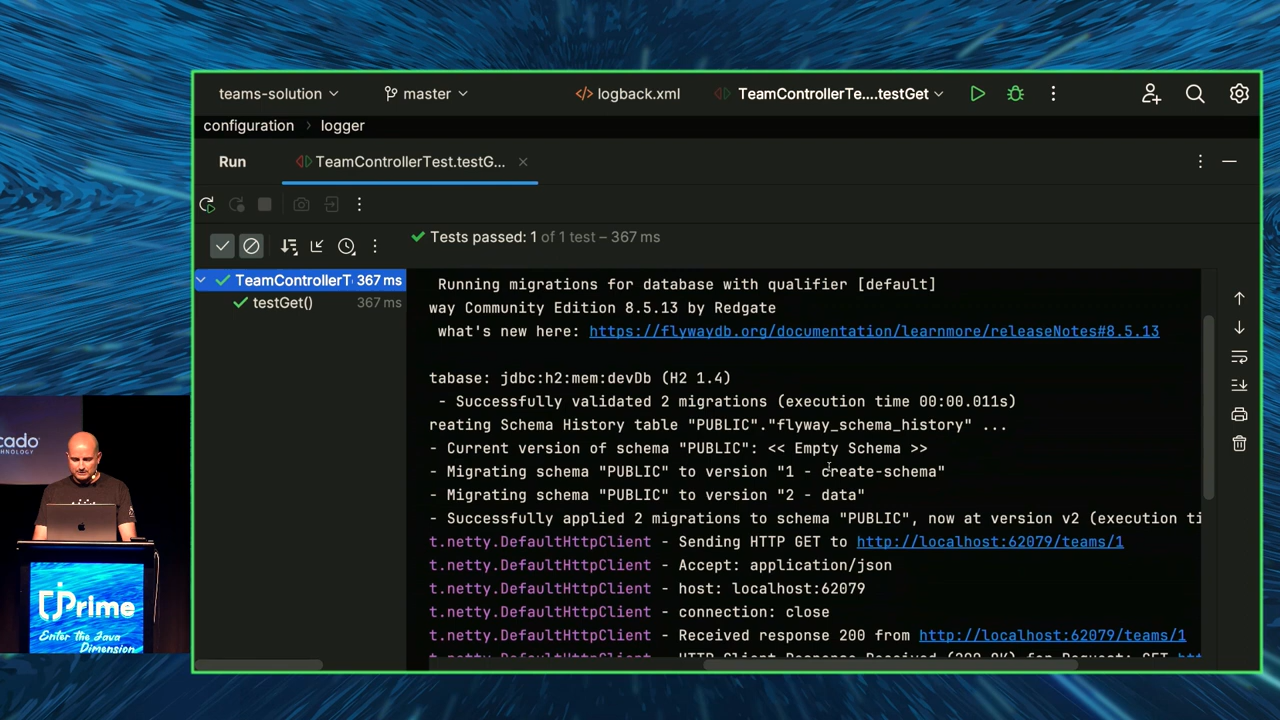 teams-solution
master
logback.xml
TeamControllerTe....testGet
configuration
logger
Run
TeamControllerTest.testG...
Tests passed: 1 of 1 test – 367 ms
TeamControllerT 367 ms
testGet() 367 ms
Running migrations for database with qualifier [default]
way Community Edition 8.5.13 by Redgate
what's new here: https://flywaydb.org/documentation/learnmore/releaseNotes#8.5.13
tabase: jdbc:h2:mem:devDb (H2 1.4)
- Successfully validated 2 migrations (execution time 00:00.011s)
reating Schema History table "PUBLIC"."flyway_schema_history" ...
- Current version of schema "PUBLIC": << Empty Schema >>
- Migrating schema "PUBLIC" to version "1 - create-schema"
- Migrating schema "PUBLIC" to version "2 - data"
- Successfully applied 2 migrations to schema "PUBLIC", now at version v2 (execution ti
t.netty.DefaultHttpClient - Sending HTTP GET to http://localhost:62079/teams/1
t.netty.DefaultHttpClient - Accept: application/json
t.netty.DefaultHttpClient - host: localhost:62079
t.netty.DefaultHttpClient - connection: close
t.netty.DefaultHttpClient - Received response 200 from http://localhost:62079/teams/1
cado
jPrime
Enter the Java
Dimension